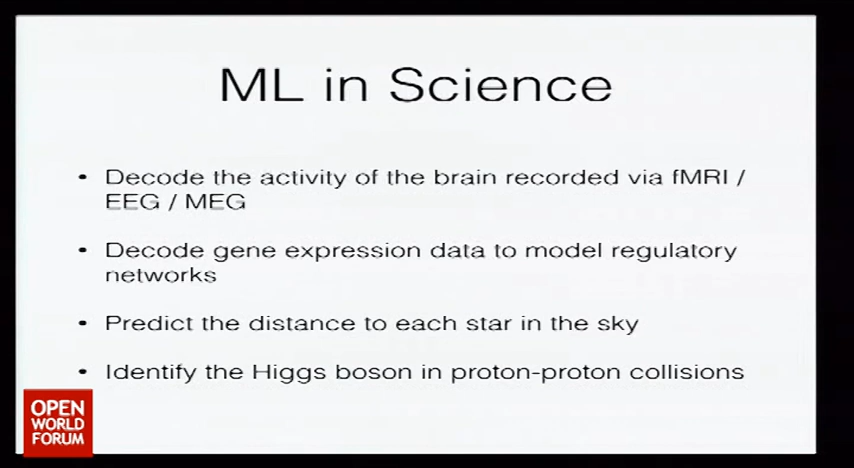 ML in Science
• Decode the activity of the brain recorded via fMRI /
EEG / MEG
• Decode gene expression data to model regulatory
networks
• Predict the distance to each star in the sky
• Identify the Higgs boson in proton-proton collisions
OPEN
WORLD
FORUM